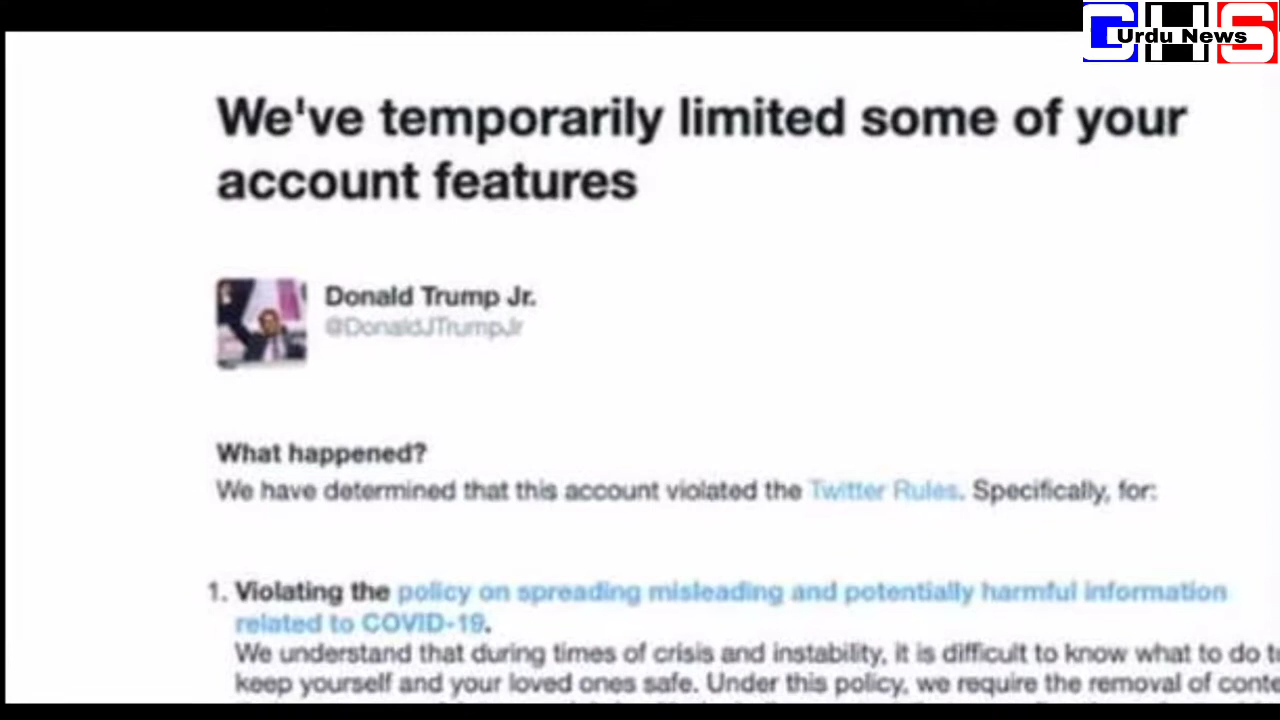 GHS
Urdu News
We've temporarily limited some of your
account features
Donald Trump Jr.
@DonaldJTrumpJr
What happened?
We have determined that this account violated the Twitter Rules. Specifically, for:
1. Violating the policy on spreading misleading and potentially harmful information
related to COVID-19.
We understand that during times of crisis and instability, it is difficult to know what to do
keep yourself and your loved ones safe. Under this policy, we require the removal of